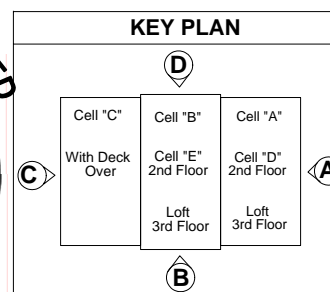 KEY PLAN
D
Cell "C"
With Deck
Over
Cell "B"
Cell "E"
2nd Floor
Loft
3rd Floor
Cell "A"
Cell "D"
2nd Floor
Loft
3rd Floor
C
A
B